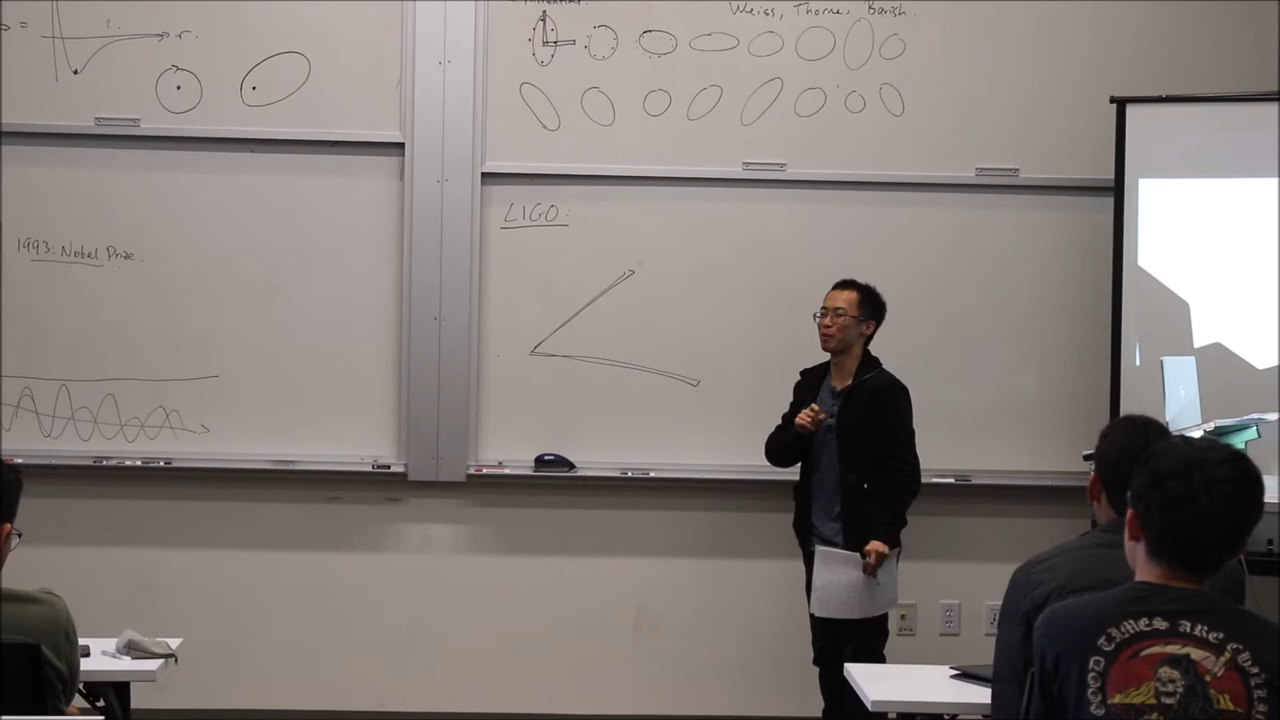 r.
Weiss, Thorne, Barish.
LIGO:
1993: Nobel Prize.
GOOD TIMES ARE